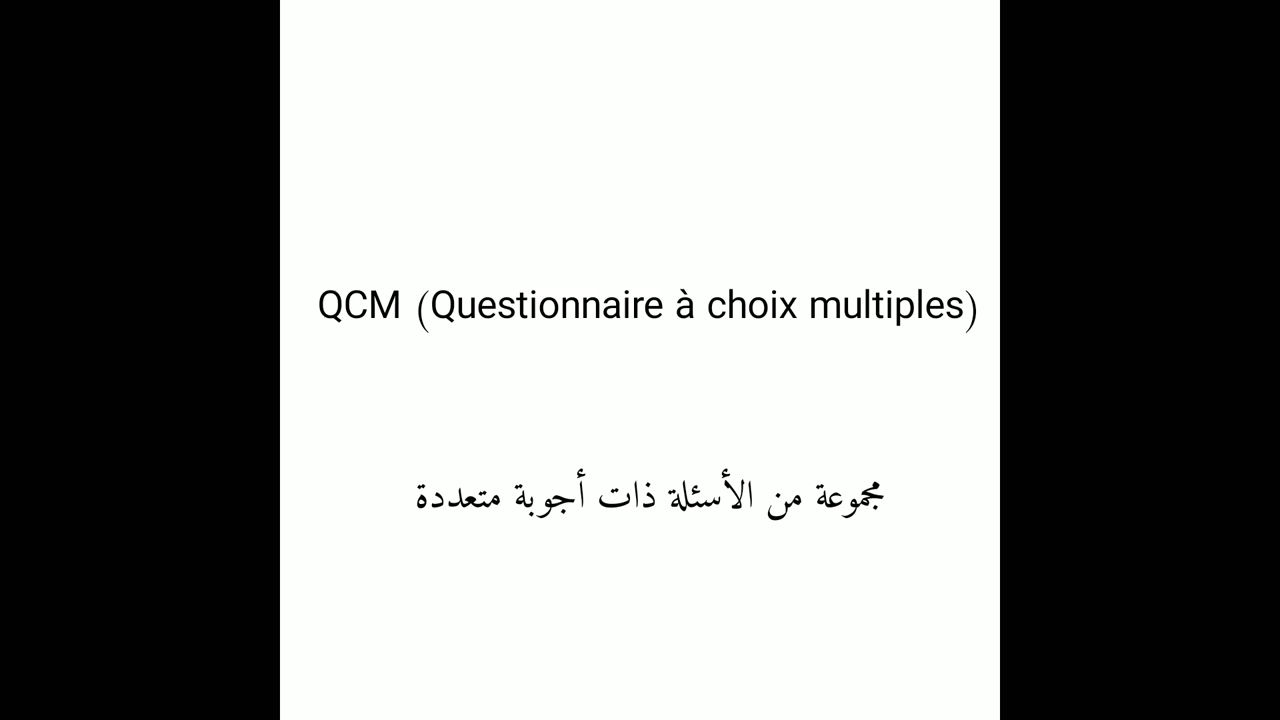 QCM (Questionnaire à choix multiples)
مجموعة من الأسئلة ذات أجوبة متعددة